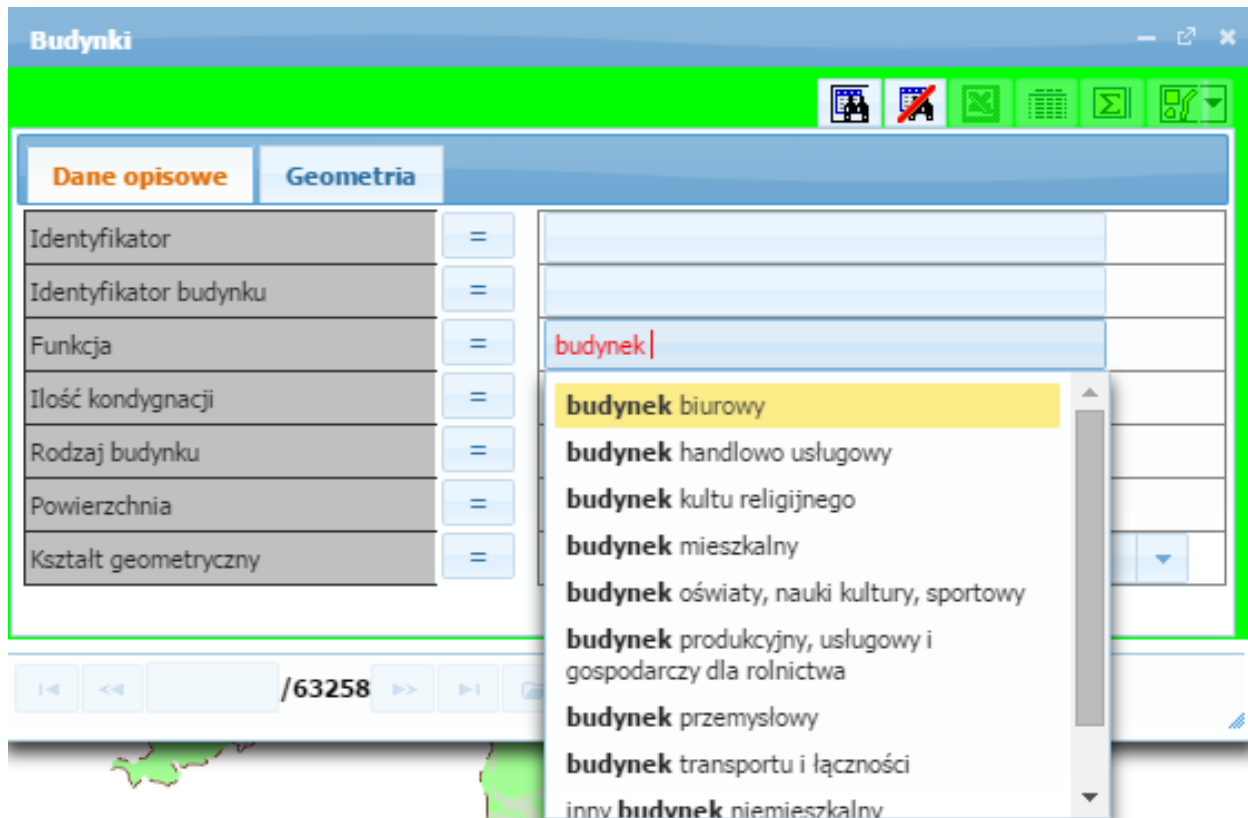 Budynki
Dane opisowe
Geometria
Identyfikator
=
Identyfikator budynku
=
Funkcja
=
budynek
Ilość kondygnacji
=
Rodzaj budynku
=
Powierzchnia
=
Kształt geometryczny
=
budynek biurowy
budynek handlowo usługowy
budynek kultu religijnego
budynek mieszkalny
budynek oświaty, nauki kultury, sportowy
budynek produkcyjny, usługowy i
gospodarczy dla rolnictwa
budynek przemysłowy
budynek transportu i łączności
inny budynek niemieszkalny
/63258